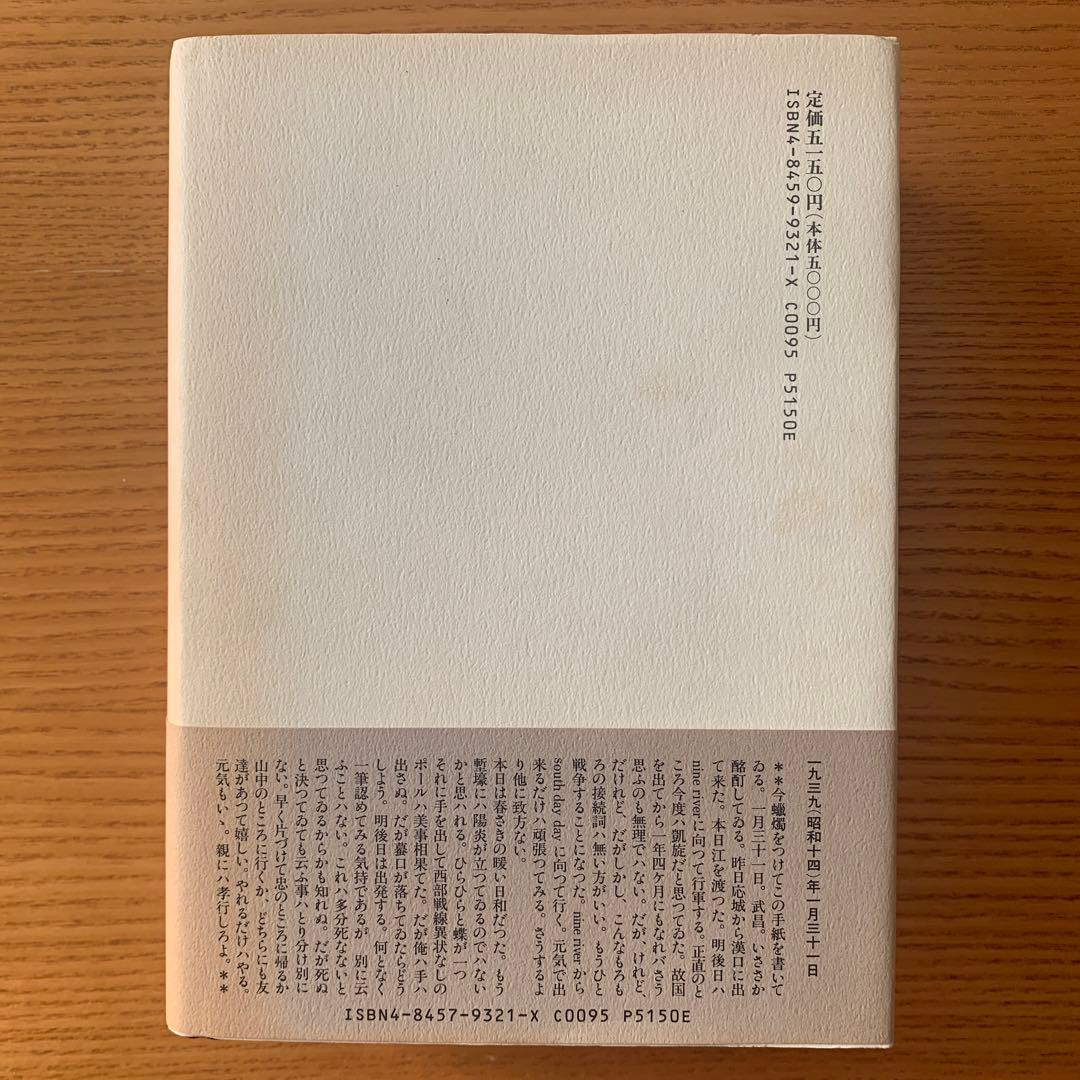 定価五一五〇円(本体五〇〇〇円)
ISBN4-8459-9321-X C0095 P5150E
一九三九(昭和十四)年一月三十一日
＊＊今蠟燭をつけてこの手紙を書いて
ゐる。一月三十一日。武昌。いささか
酩酊してゐる。昨日応城から漢口に出
て来た。本日江を渡つた。明後日ハ
nine riverに向つて行軍する。正直のと
ころ今度ハ凱旋だと思つてゐた。故国
を出てから一年四ケ月にもなれバさう
思ふのも無理でハない。だが、けれど、
だけれど、だがしかし、こんなもろも
ろの接続詞ハ無い方がいい。もうひと
戦争することになつた。nine riverから
south day dayに向つて行く。元気で出
来るだけハ頑張つてみる。さうするよ
り他に致方ない。
本日は春さきの暖い日和だつた。もう
塹壕にハ陽炎が立つてゐるのでハない
かと思ハれる。ひらひらと蝶が一つ
それに手を出して西部戦線異状なしの
ポールハ美事相果てた。だが俺ハ手ハ
出さぬ。だが蟇口が落ちてゐたらどう
しよう。明後日は出発する。何となく
一筆認めてみる気持であるが、別に云
ふことハない。これハ多分死なないと
思つてゐるからかも知れぬ。だが死ぬ
と決つてゐても云ふ事ハとり分け別に
ない。早く片づけて忠のところに帰るか
山中のところに行くか、どちらにも友
達があつて嬉しい。やれるだけハやる。
元気もいゝ。親にハ孝行しろよ。＊＊
ISBN4-8457-9321-X C0095 P5150E